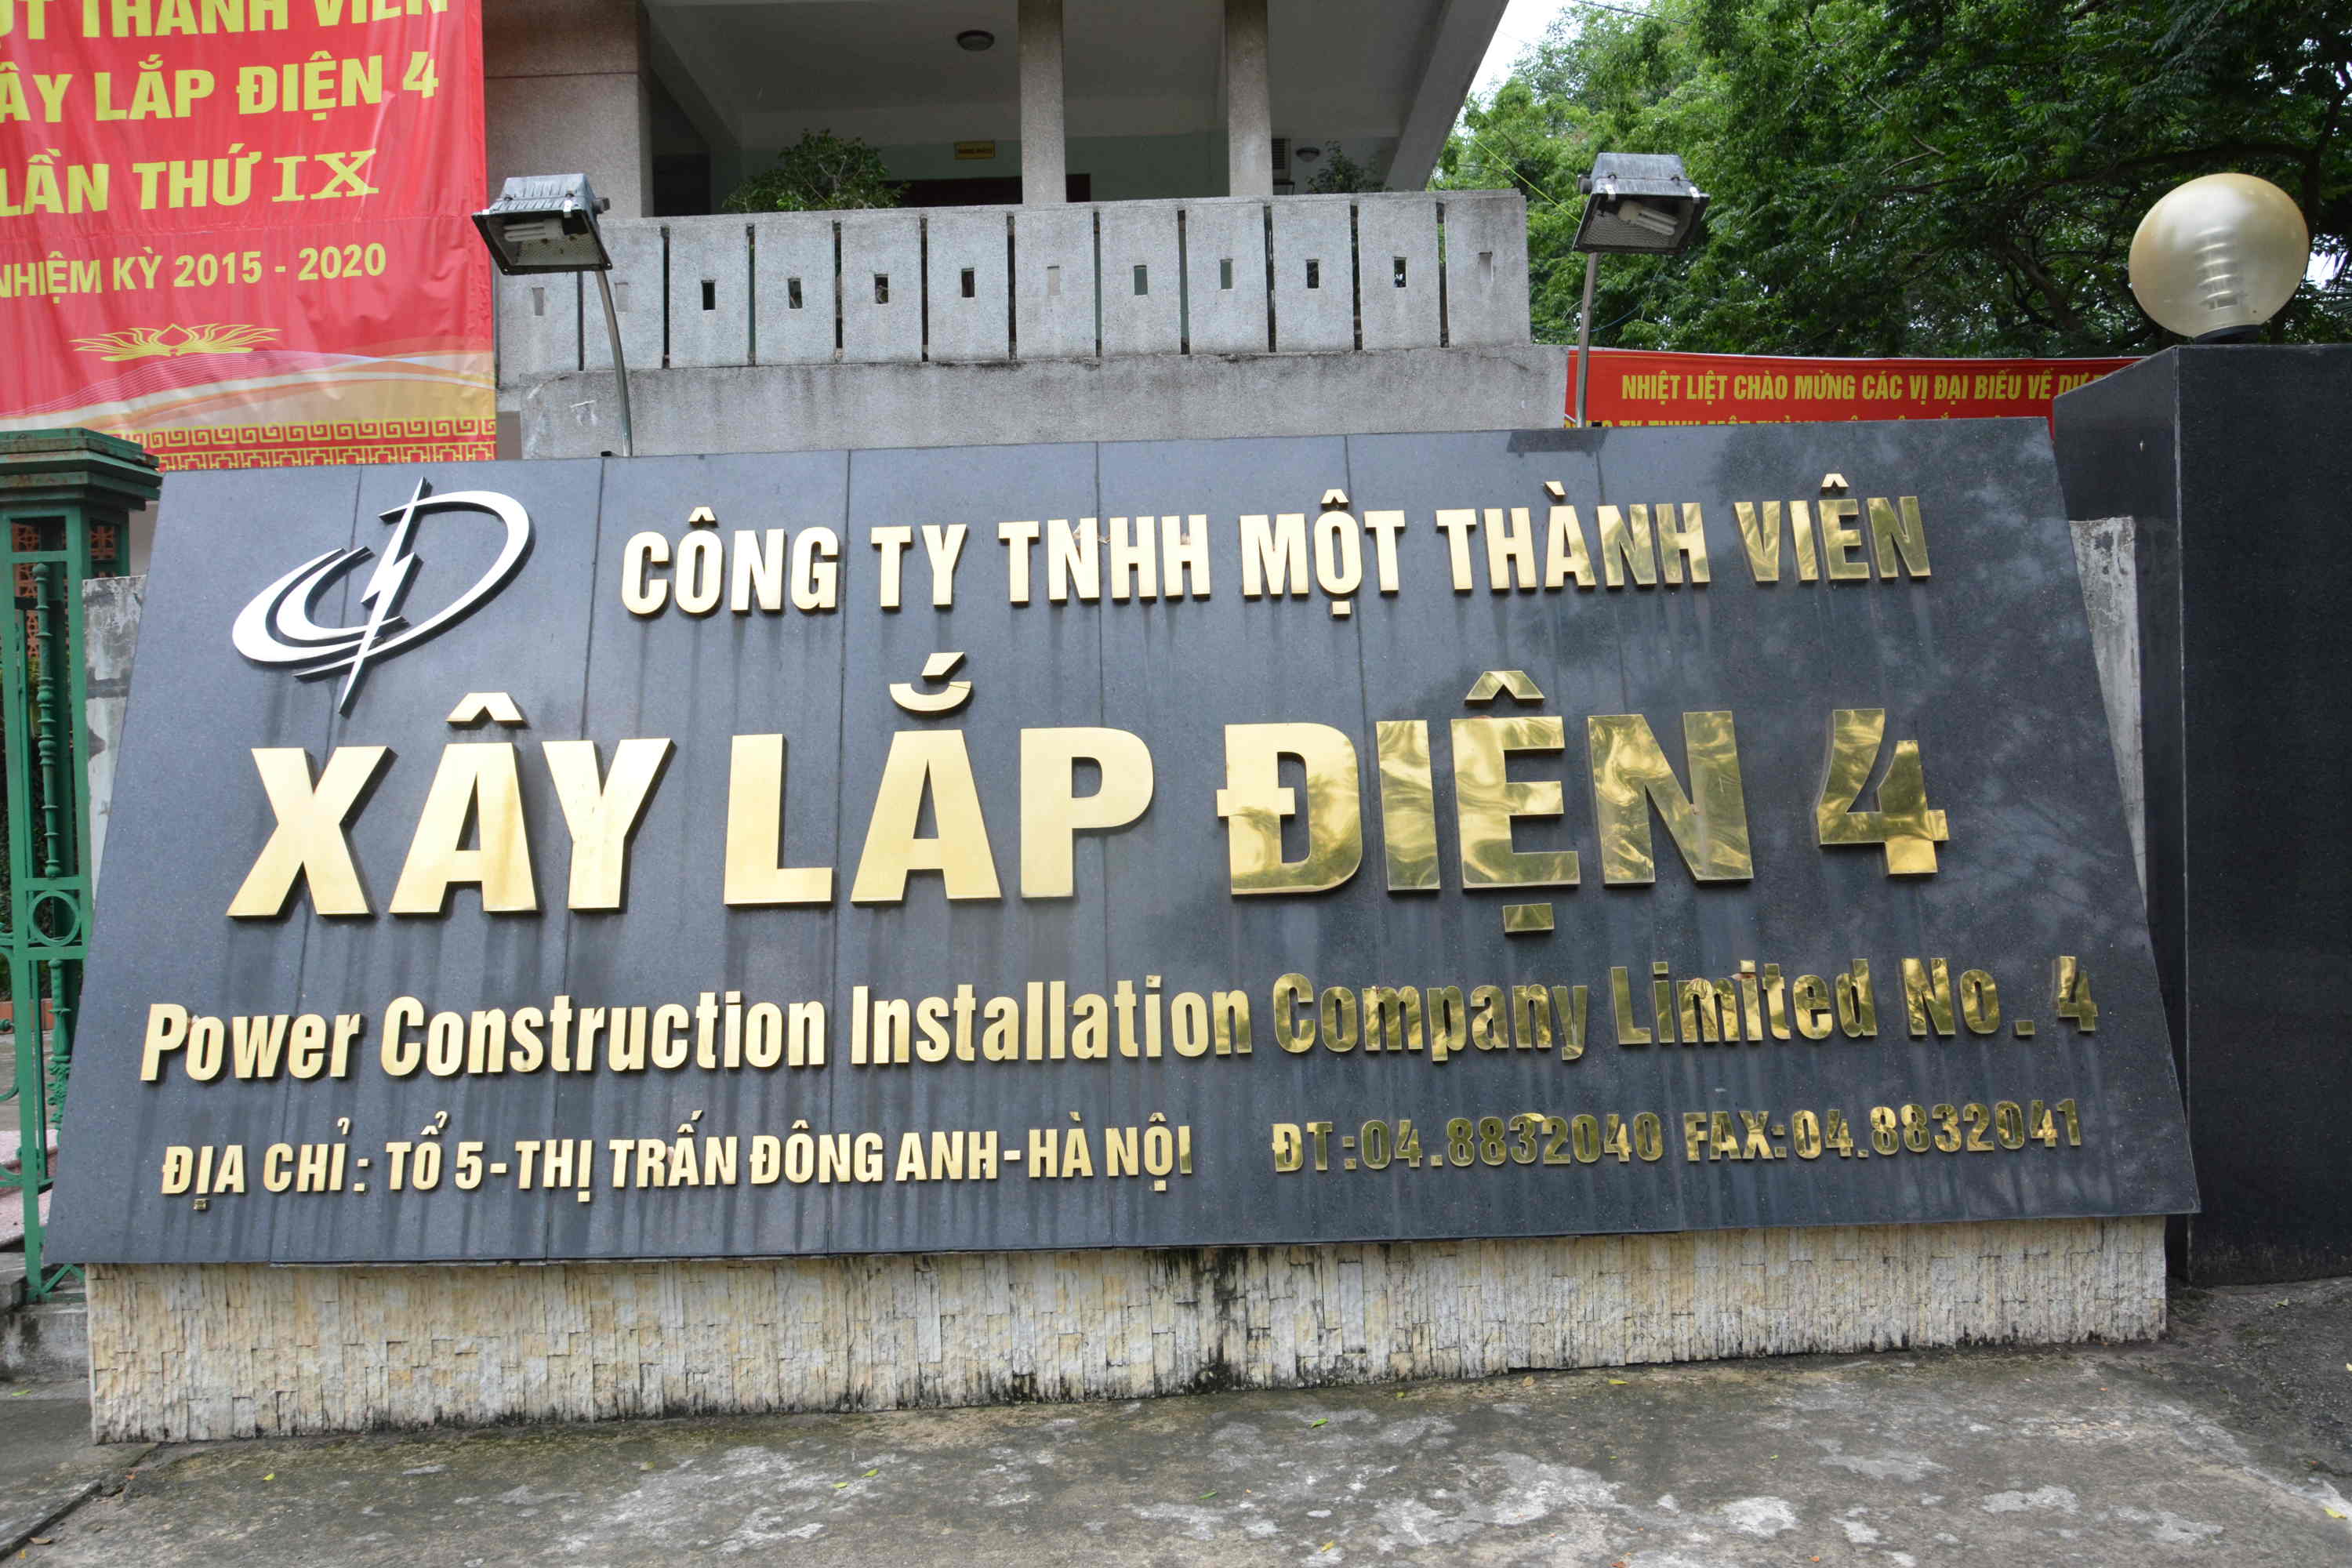 THÀNH VIÊN
LẮP ĐIỆN 4
LẦN THỨ IX
NHIỆM KỲ 2015 - 2020
NHIỆT LIỆT CHÀO MỪNG CÁC VỊ ĐẠI BIỂU VỀ DỰ
CÔNG TY TNHH MỘT THÀNH VIÊN
XÂY LẮP ĐIỆN 4
Power Construction Installation Company Limited No. 4
ĐỊA CHỈ: TỔ 5-THỊ TRẤN ĐÔNG ANH-HÀ NỘI ĐT:04.8832040 FAX:04.8832041